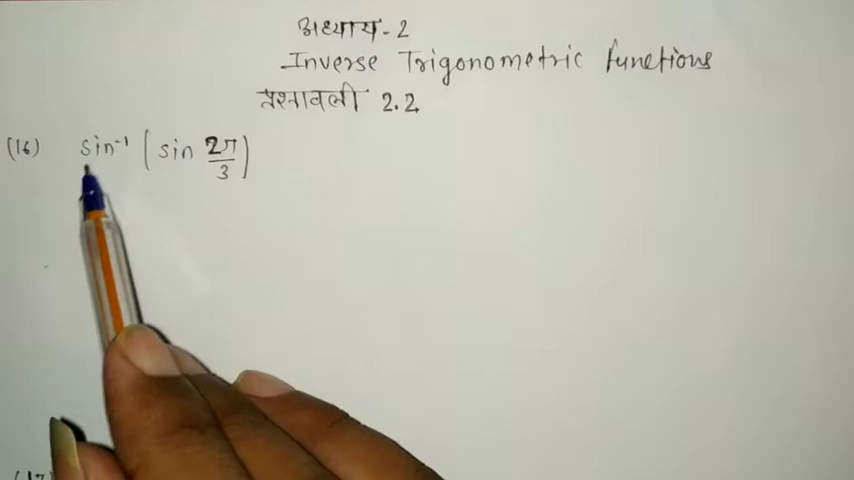 अध्याय-2
Inverse Trigonometric functions
प्रश्नावली 2.2
(16) sin⁻¹ (sin 2π/3)